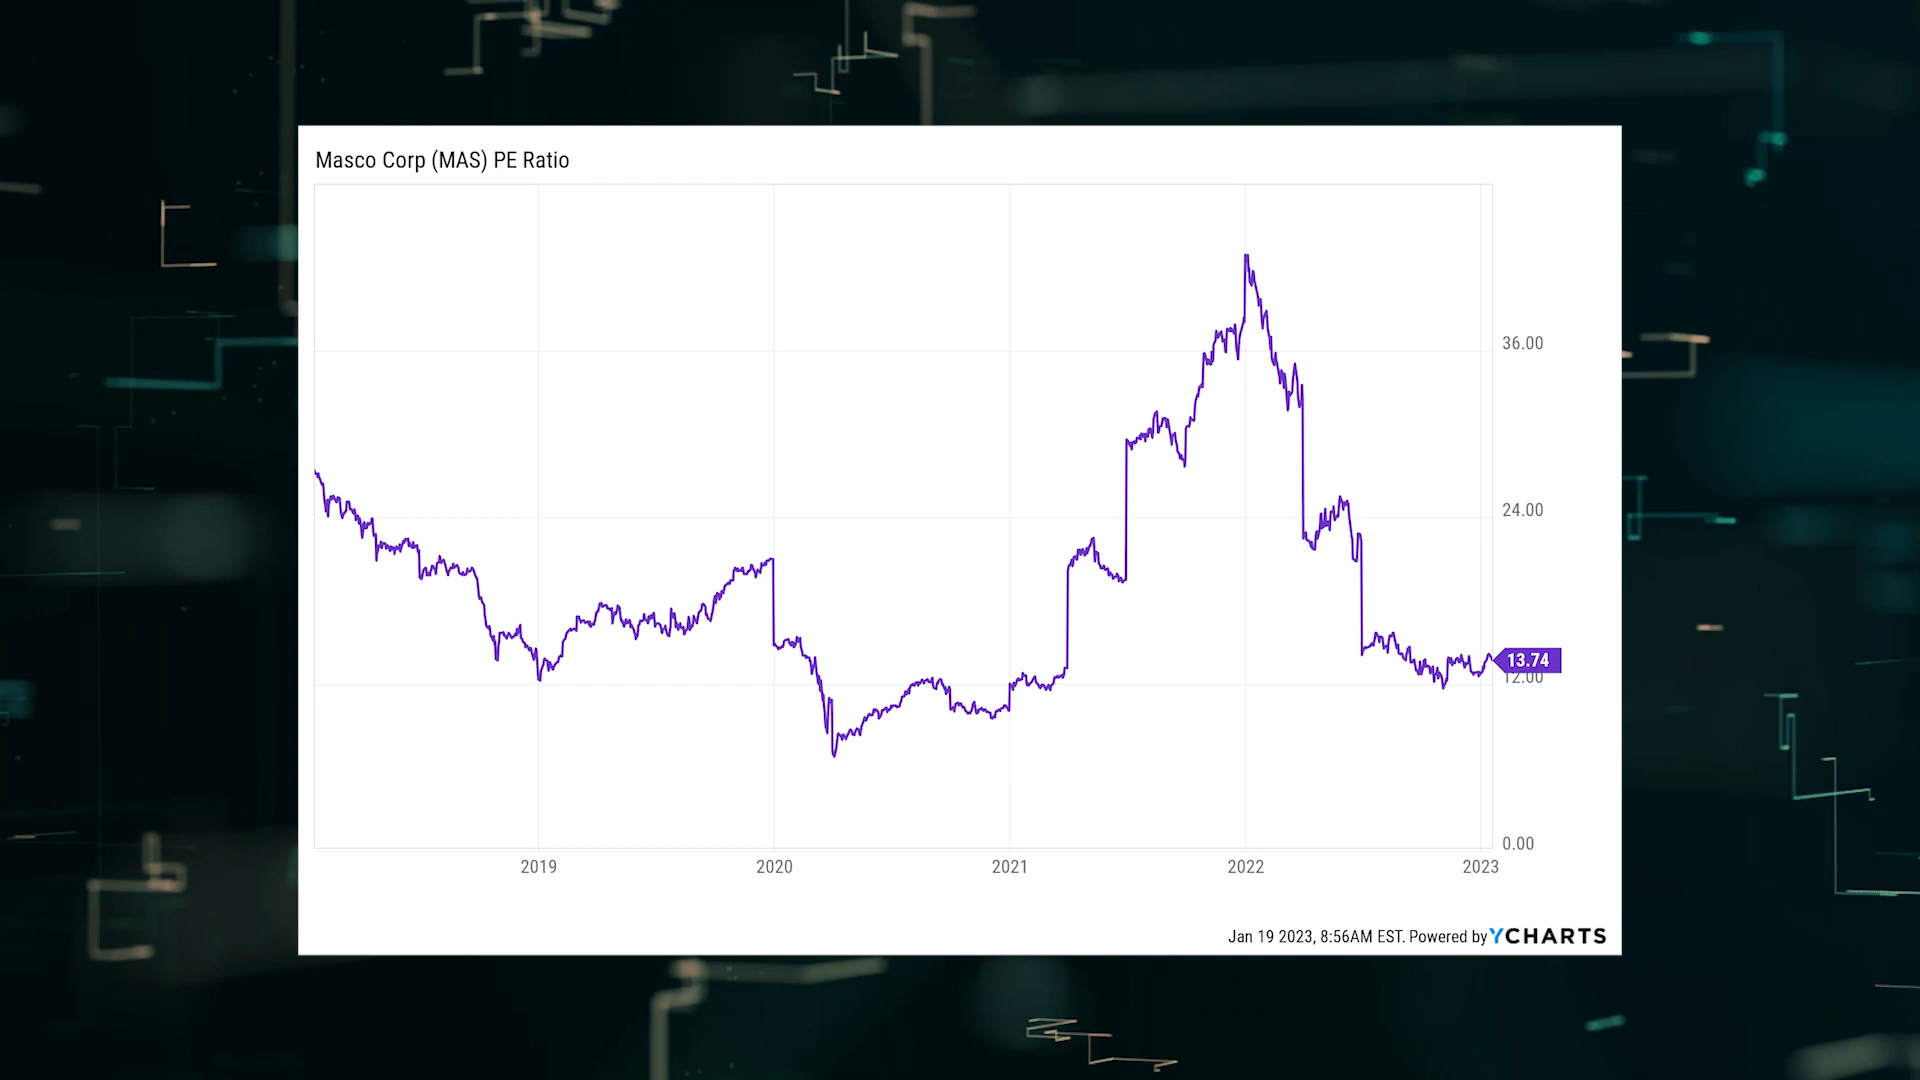 Masco Corp (MAS) PE Ratio
36.00
24.00
13.74
12.00
0.00
2019 2020 2021 2022 2023
Jan 19 2023, 8:56AM EST. Powered by YCHARTS